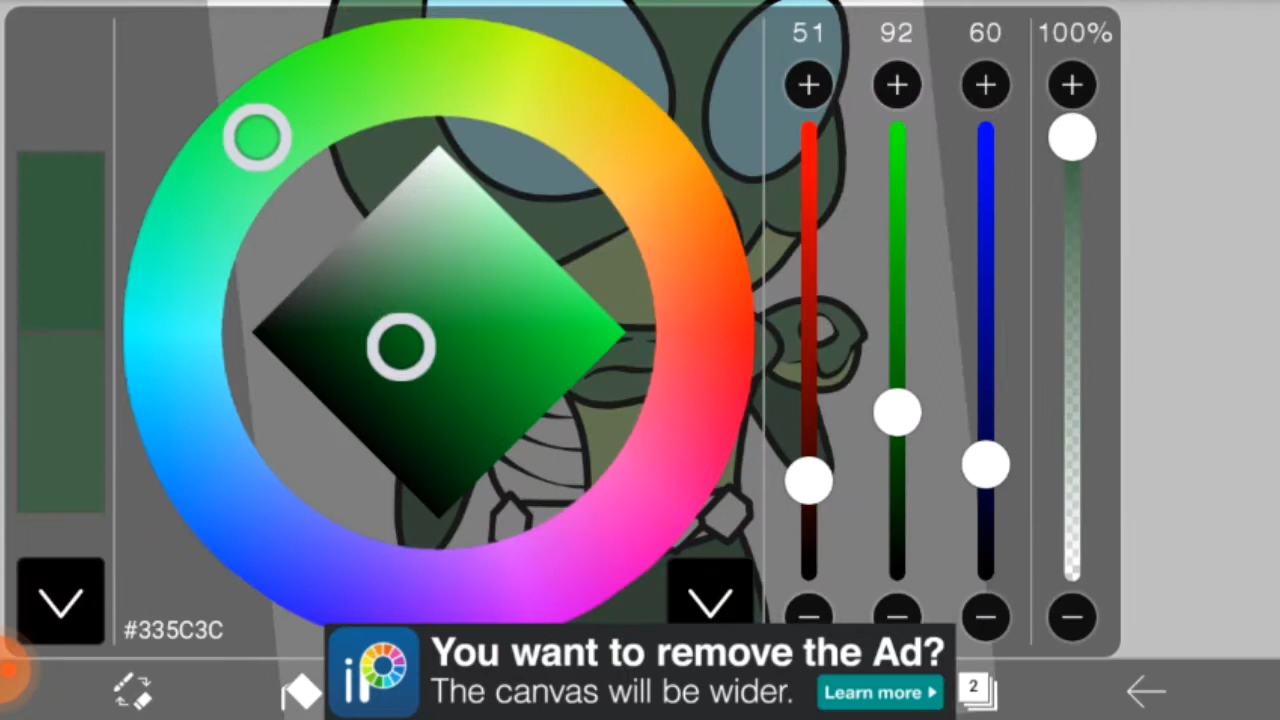 51 92 60 100%
#335C3C
iP
You want to remove the Ad?
The canvas will be wider.
Learn more
2